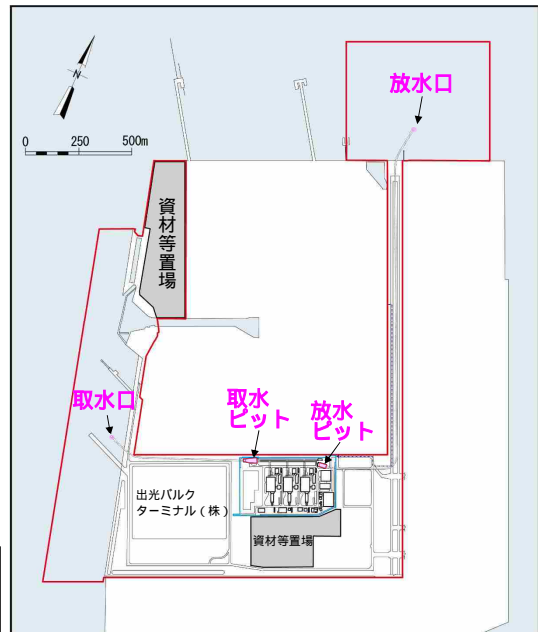 放水口
N
0 250 500m
資材等置場
取水口
取水
ピット
放水
ピット
出光バルク
ターミナル(株)
資材等置場